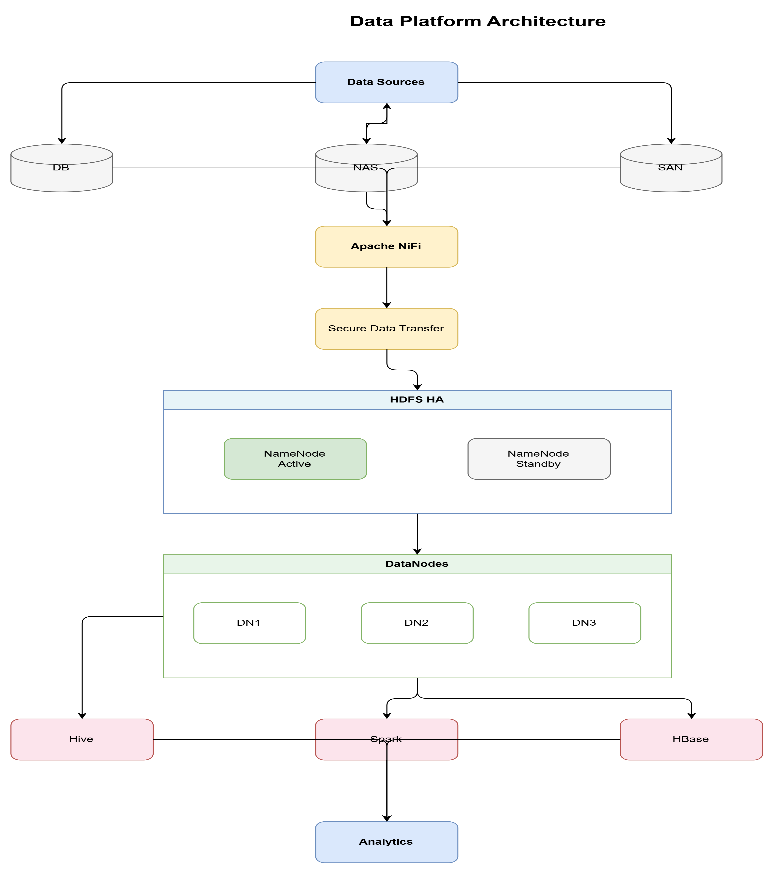 Data Platform Architecture
Data Sources
DB
NAS
SAN
Apache NiFi
Secure Data Transfer
HDFS HA
NameNode
Active
NameNode
Standby
DataNodes
DN1
DN2
DN3
Hive
Spark
HBase
Analytics